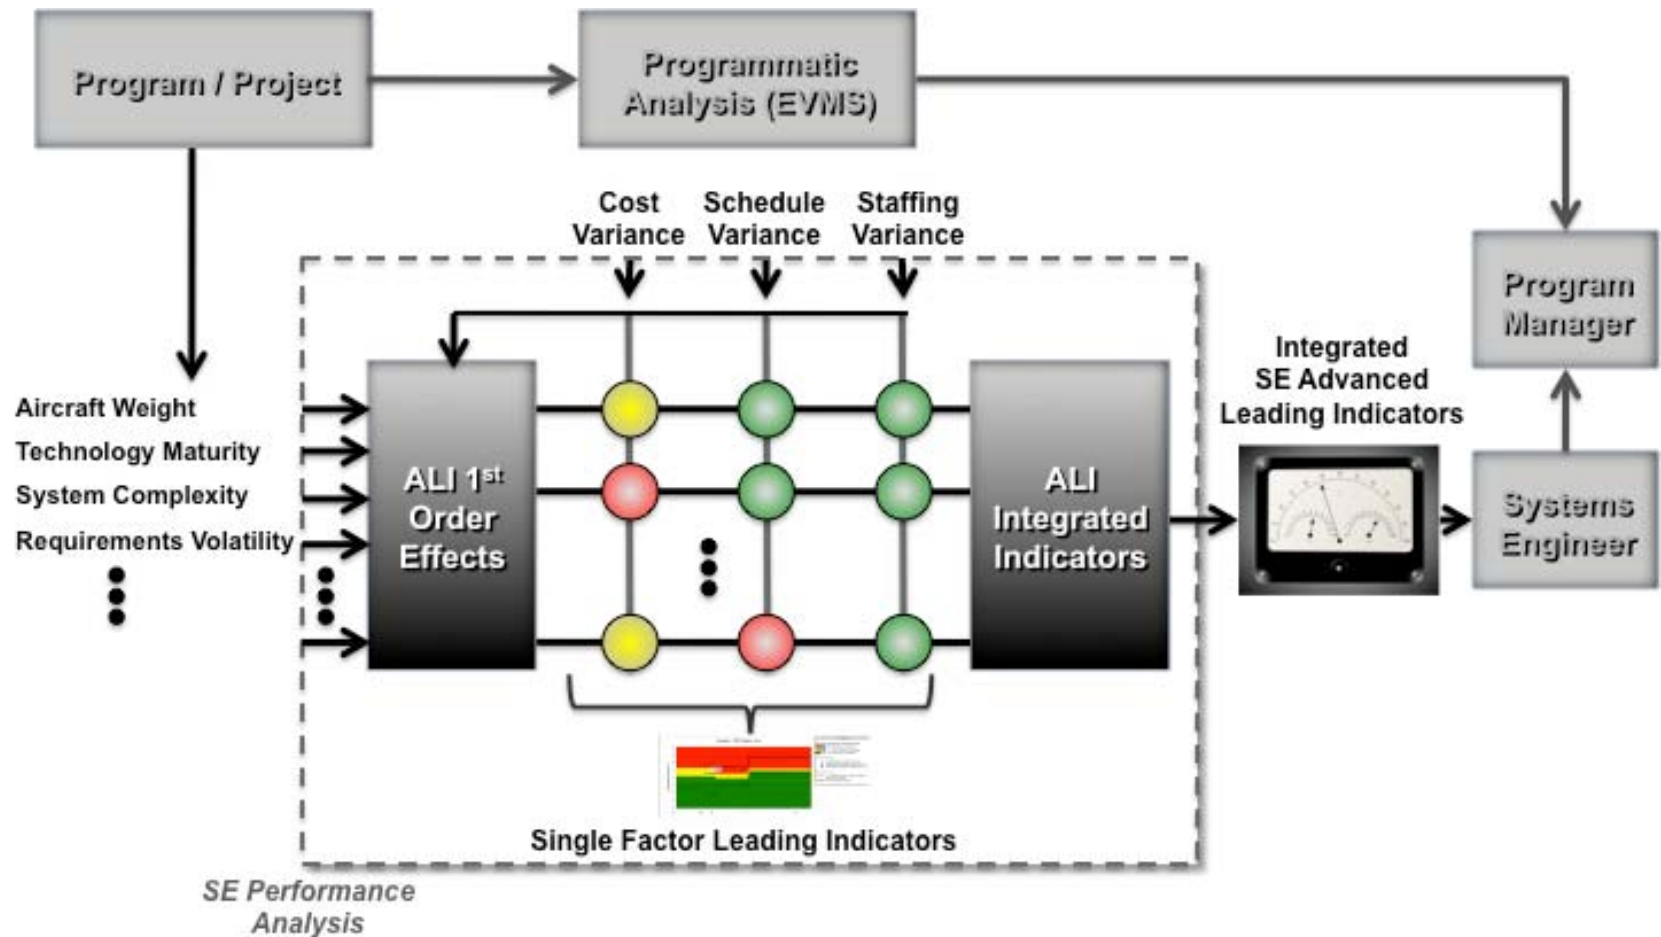 Program / Project
Programmatic
Analysis (EVMS)
Cost
Variance
Schedule
Variance
Staffing
Variance
Program
Manager
Integrated
SE Advanced
Leading Indicators
Aircraft Weight
Technology Maturity
System Complexity
Requirements Volatility
ALI 1st
Order
Effects
ALI
Integrated
Indicators
Systems
Engineer
Single Factor Leading Indicators
SE Performance
Analysis